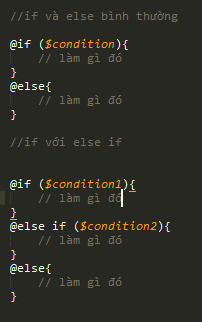 //if và else bình thường
@if ($condition){
// làm gì đó
}
@else{
// làm gì đó
}
//if với else if
@if ($condition1){
// làm gì đó
}
@else if ($condition2){
// làm gì đó
}
@else{
// làm gì đó
}